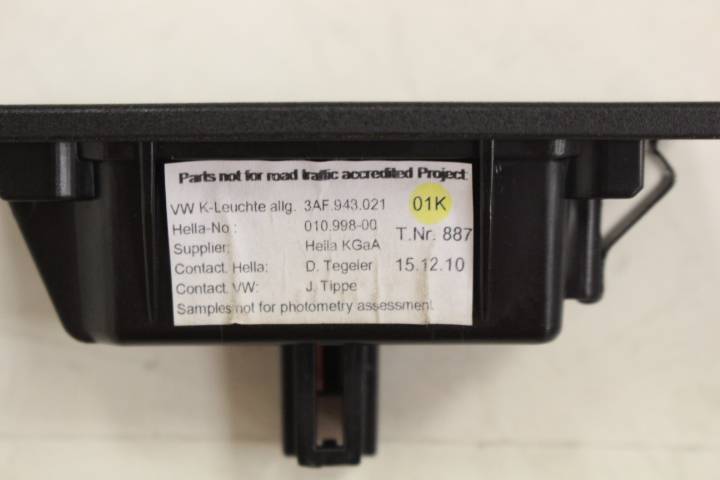 Parts not for road traffic accredited Project
VW K-Leuchte allg. 3AF.943.021 01K
Hella-No.: 010.998-00 T.Nr. 887
Supplier: Hella KGaA
Contact. Hella: D. Tegeler 15.12.10
Contact. VW: J. Tippe
Samples not for photometry assessment